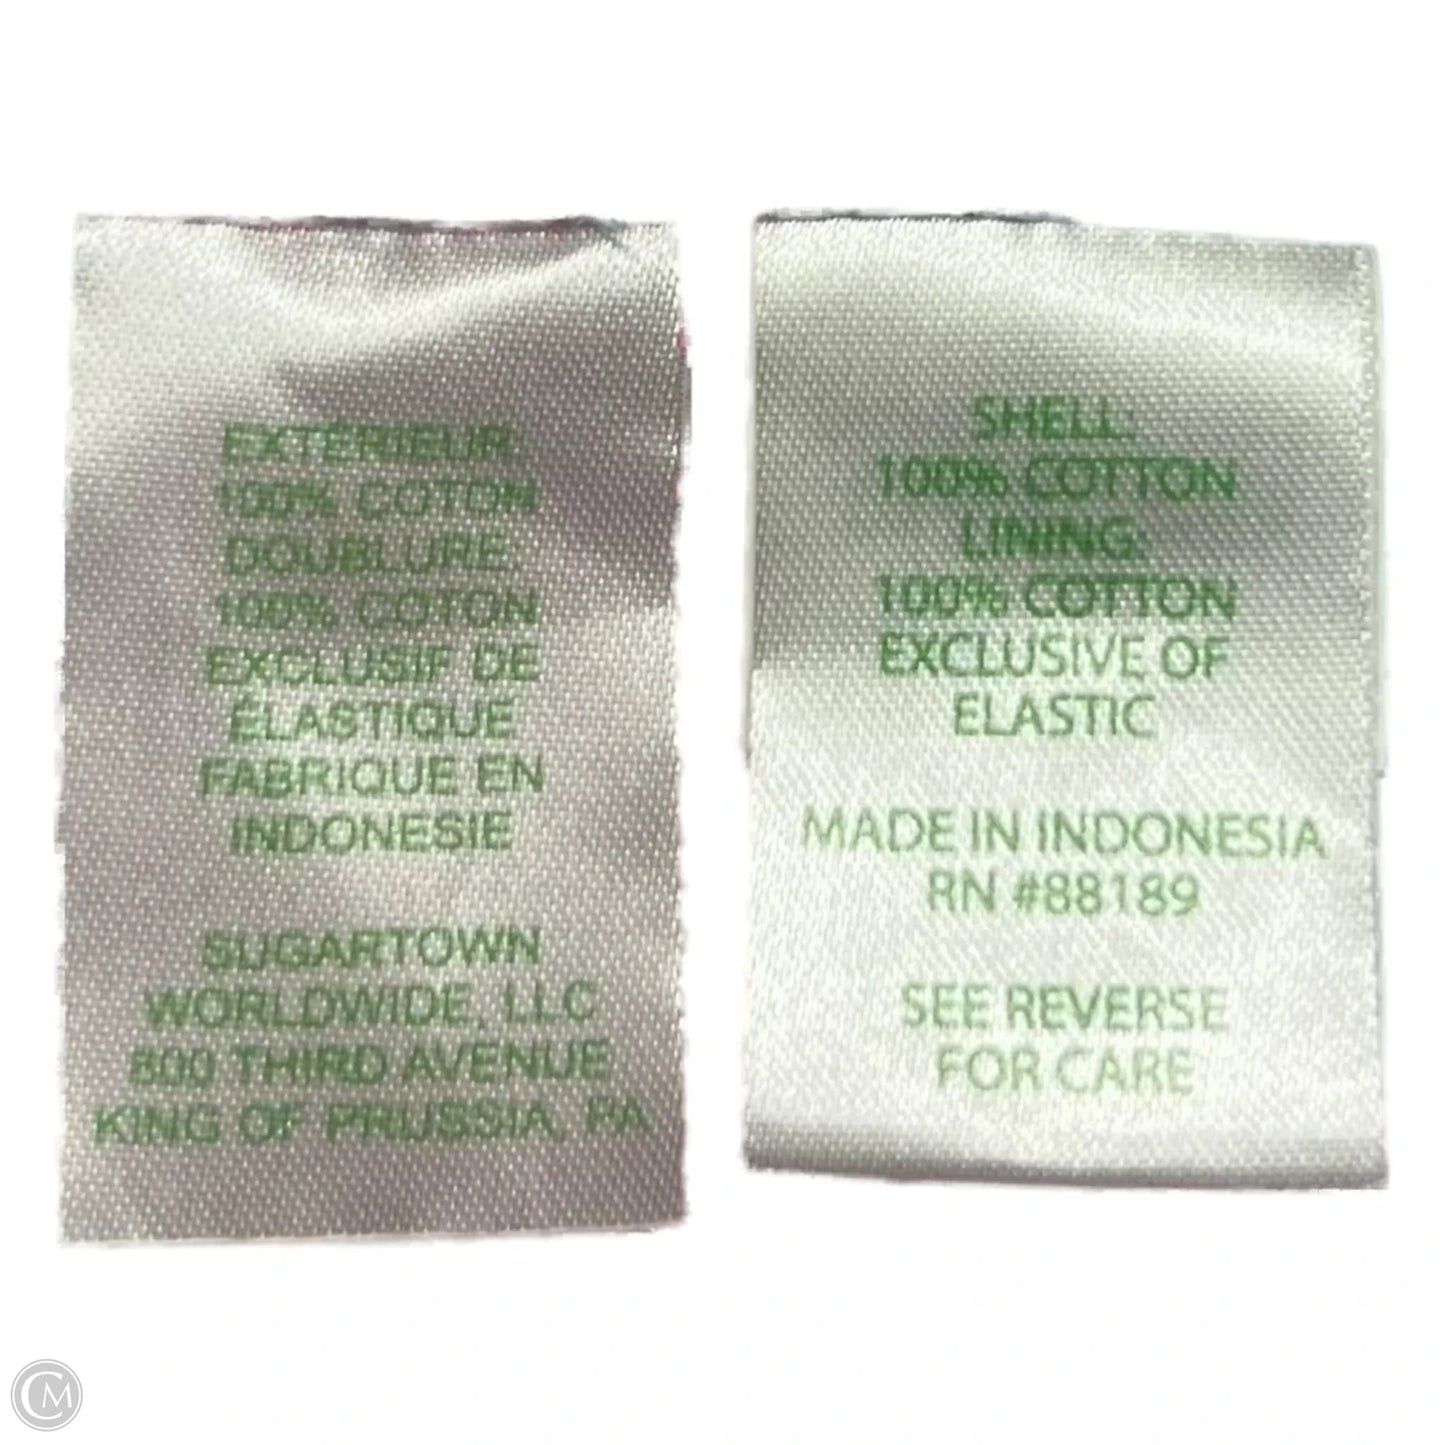 EXTERIEUR:
100% COTON
DOUBLURE:
100% COTON
EXCLUSIF DE
ÉLASTIQUE
FABRIQUE EN
INDONESIE
SUGARTOWN
WORLDWIDE, LLC
800 THIRD AVENUE
KING OF PRUSSIA, PA
SHELL:
100% COTTON
LINING:
100% COTTON
EXCLUSIVE OF
ELASTIC
MADE IN INDONESIA
RN #88189
SEE REVERSE
FOR CARE
CM